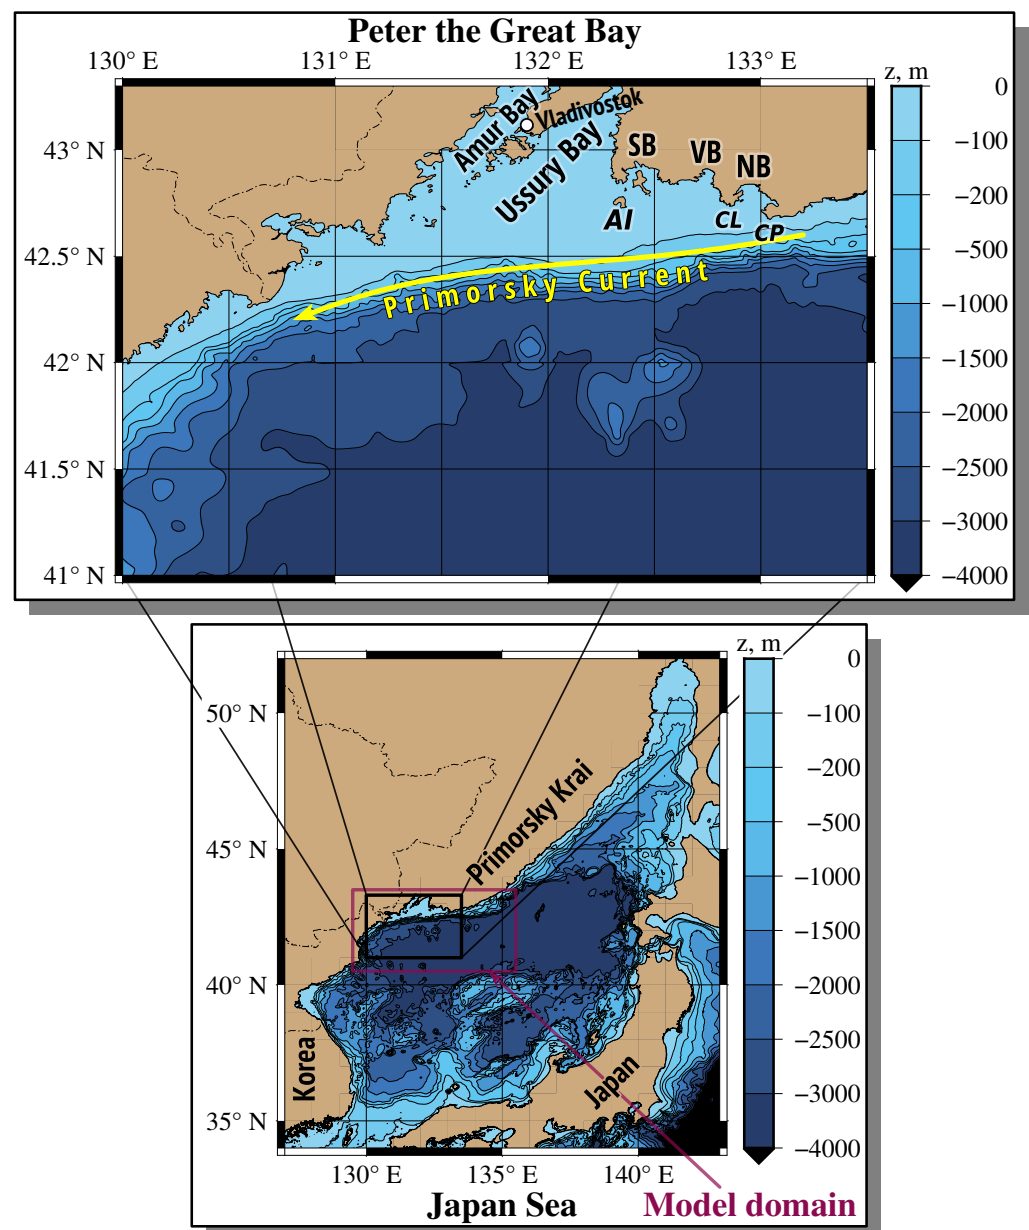 Peter the Great Bay
130° E 131° E 132° E 133° E
z, m
0
−100
−200
−500
−1000
−1500
−2000
−2500
−3000
−4000
43° N
42.5° N
42° N
41.5° N
41° N
Amur Bay
Vladivostok
Ussury Bay
SB
VB
NB
AI
CL
CP
Primorsky Current
z, m
0
−100
−200
−500
−1000
−1500
−2000
−2500
−3000
−4000
50° N
45° N
40° N
35° N
Primorsky Krai
Korea
Japan
130° E 135° E 140° E
Japan Sea
Model domain